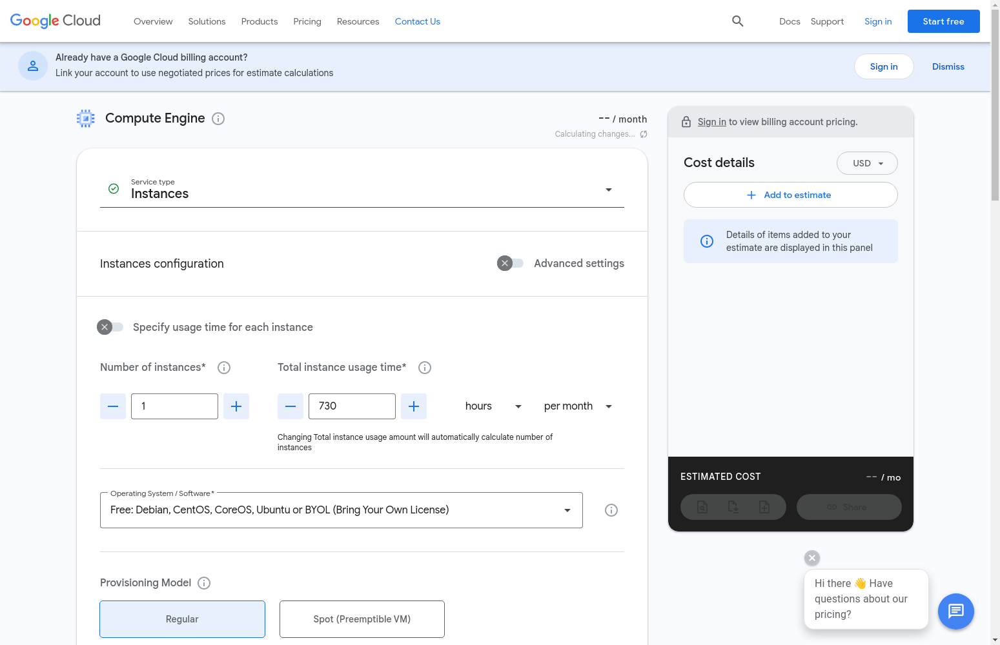 Google Cloud
Overview
Solutions
Products
Pricing
Resources
Contact Us
Docs
Support
Sign in
Start free
Already have a Google Cloud billing account?
Link your account to use negotiated prices for estimate calculations
Sign in
Dismiss
Compute Engine
-- / month
Calculating changes...
Service type
Instances
Instances configuration
Advanced settings
Specify usage time for each instance
Number of instances*
Total instance usage time*
1
730
hours
per month
Changing Total instance usage amount will automatically calculate number of
instances
Operating System / Software*
Free: Debian, CentOS, CoreOS, Ubuntu or BYOL (Bring Your Own License)
Provisioning Model
Regular
Spot (Preemptible VM)
Sign in to view billing account pricing.
Cost details
USD
Add to estimate
Details of items added to your
estimate are displayed in this panel
ESTIMATED COST
-- / mo
Share
Hi there 👋 Have
questions about our
pricing?